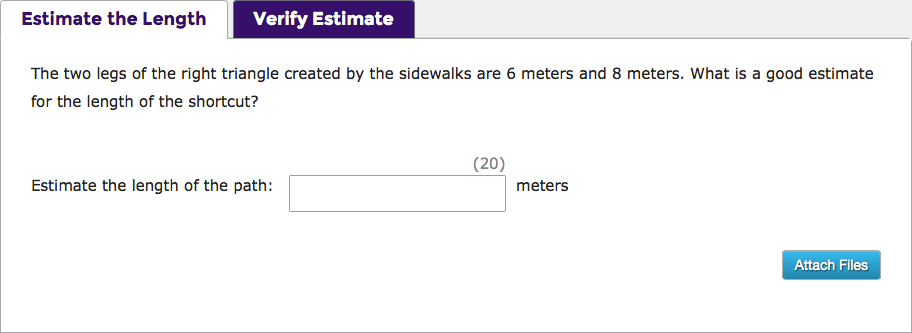 Estimate the Length
Verify Estimate
The two legs of the right triangle created by the sidewalks are 6 meters and 8 meters. What is a good estimate
for the length of the shortcut?
(20)
Estimate the length of the path: meters
Attach Files